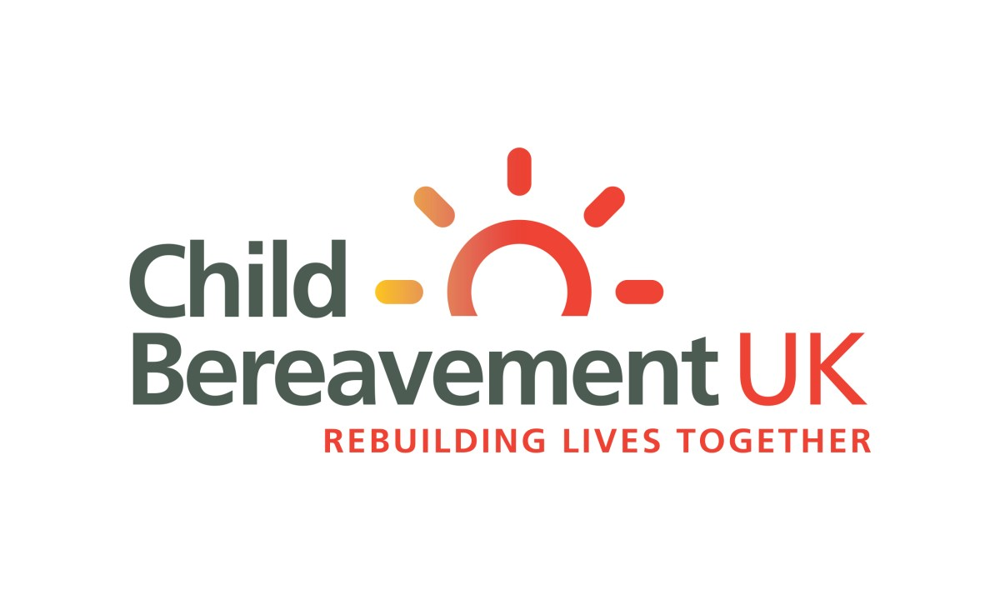 Child
Bereavement UK
REBUILDING LIVES TOGETHER